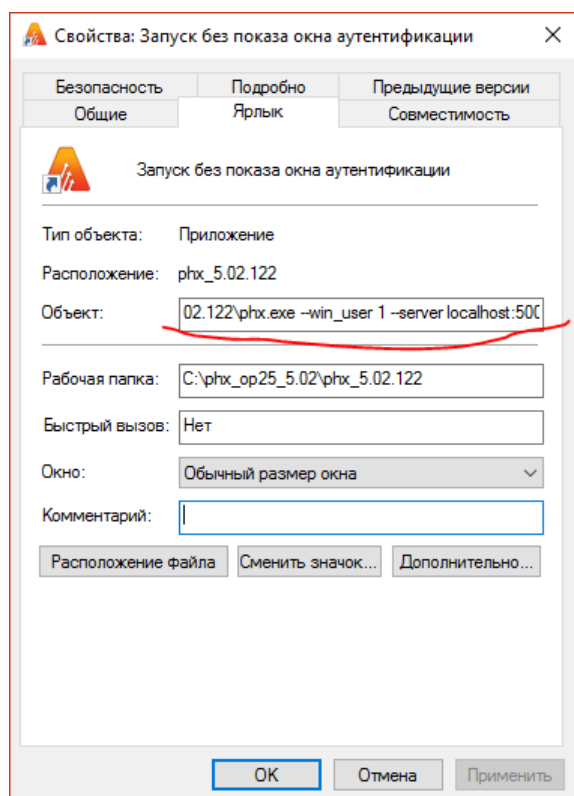 Свойства: Запуск без показа окна аутентификации
Безопасность Подробно Предыдущие версии
Общие Ярлык Совместимость
Запуск без показа окна аутентификации
Тип объекта: Приложение
Расположение: phx_5.02.122
Объект: 02.122\phx.exe --win_user 1 --server localhost:500
Рабочая папка: C:\phx_op25_5.02\phx_5.02.122
Быстрый вызов: Нет
Окно: Обычный размер окна
Комментарий:
Расположение файла Сменить значок... Дополнительно...
OK Отмена Применить